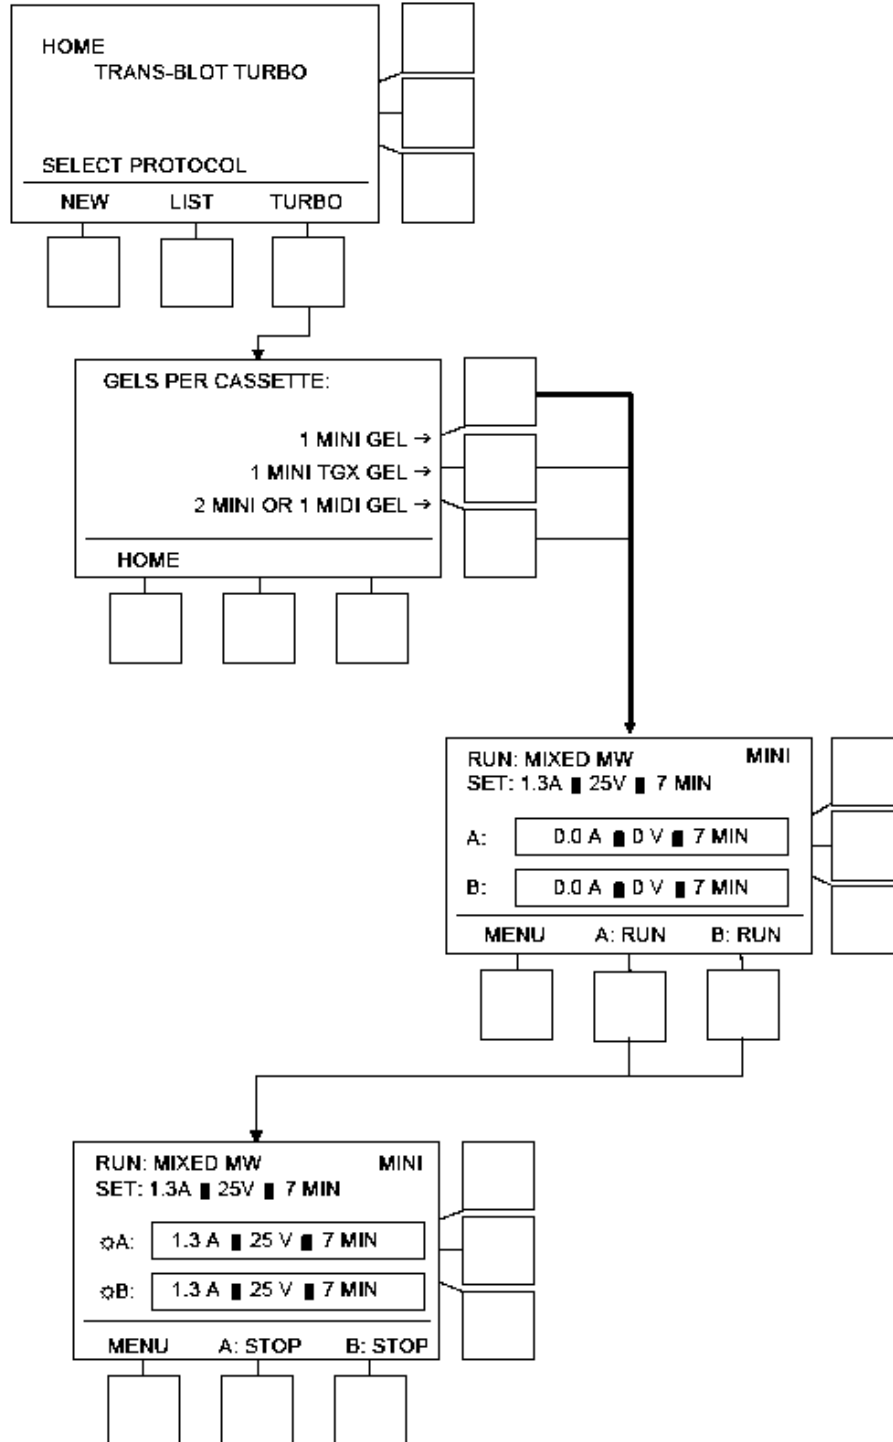 HOME
TRANS-BLOT TURBO
SELECT PROTOCOL
NEW LIST TURBO
GELS PER CASSETTE:
1 MINI GEL →
1 MINI TGX GEL →
2 MINI OR 1 MIDI GEL →
HOME
RUN: MIXED MW MINI
SET: 1.3A ▮ 25V ▮ 7 MIN
A: 0.0 A ▮ 0 V ▮ 7 MIN
B: 0.0 A ▮ 0 V ▮ 7 MIN
MENU A: RUN B: RUN
RUN: MIXED MW MINI
SET: 1.3A ▮ 25V ▮ 7 MIN
☼A: 1.3 A ▮ 25 V ▮ 7 MIN
☼B: 1.3 A ▮ 25 V ▮ 7 MIN
MENU A: STOP B: STOP